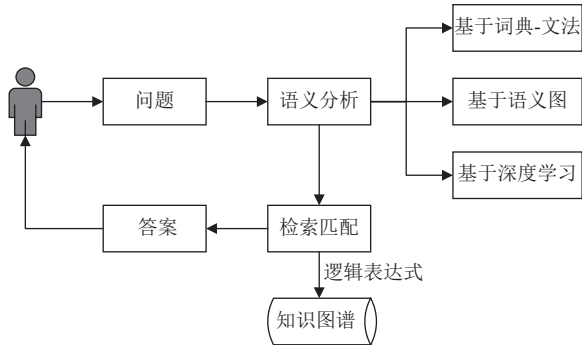 基于词典-文法
问题
语义分析
基于语义图
基于深度学习
答案
检索匹配
逻辑表达式
知识图谱